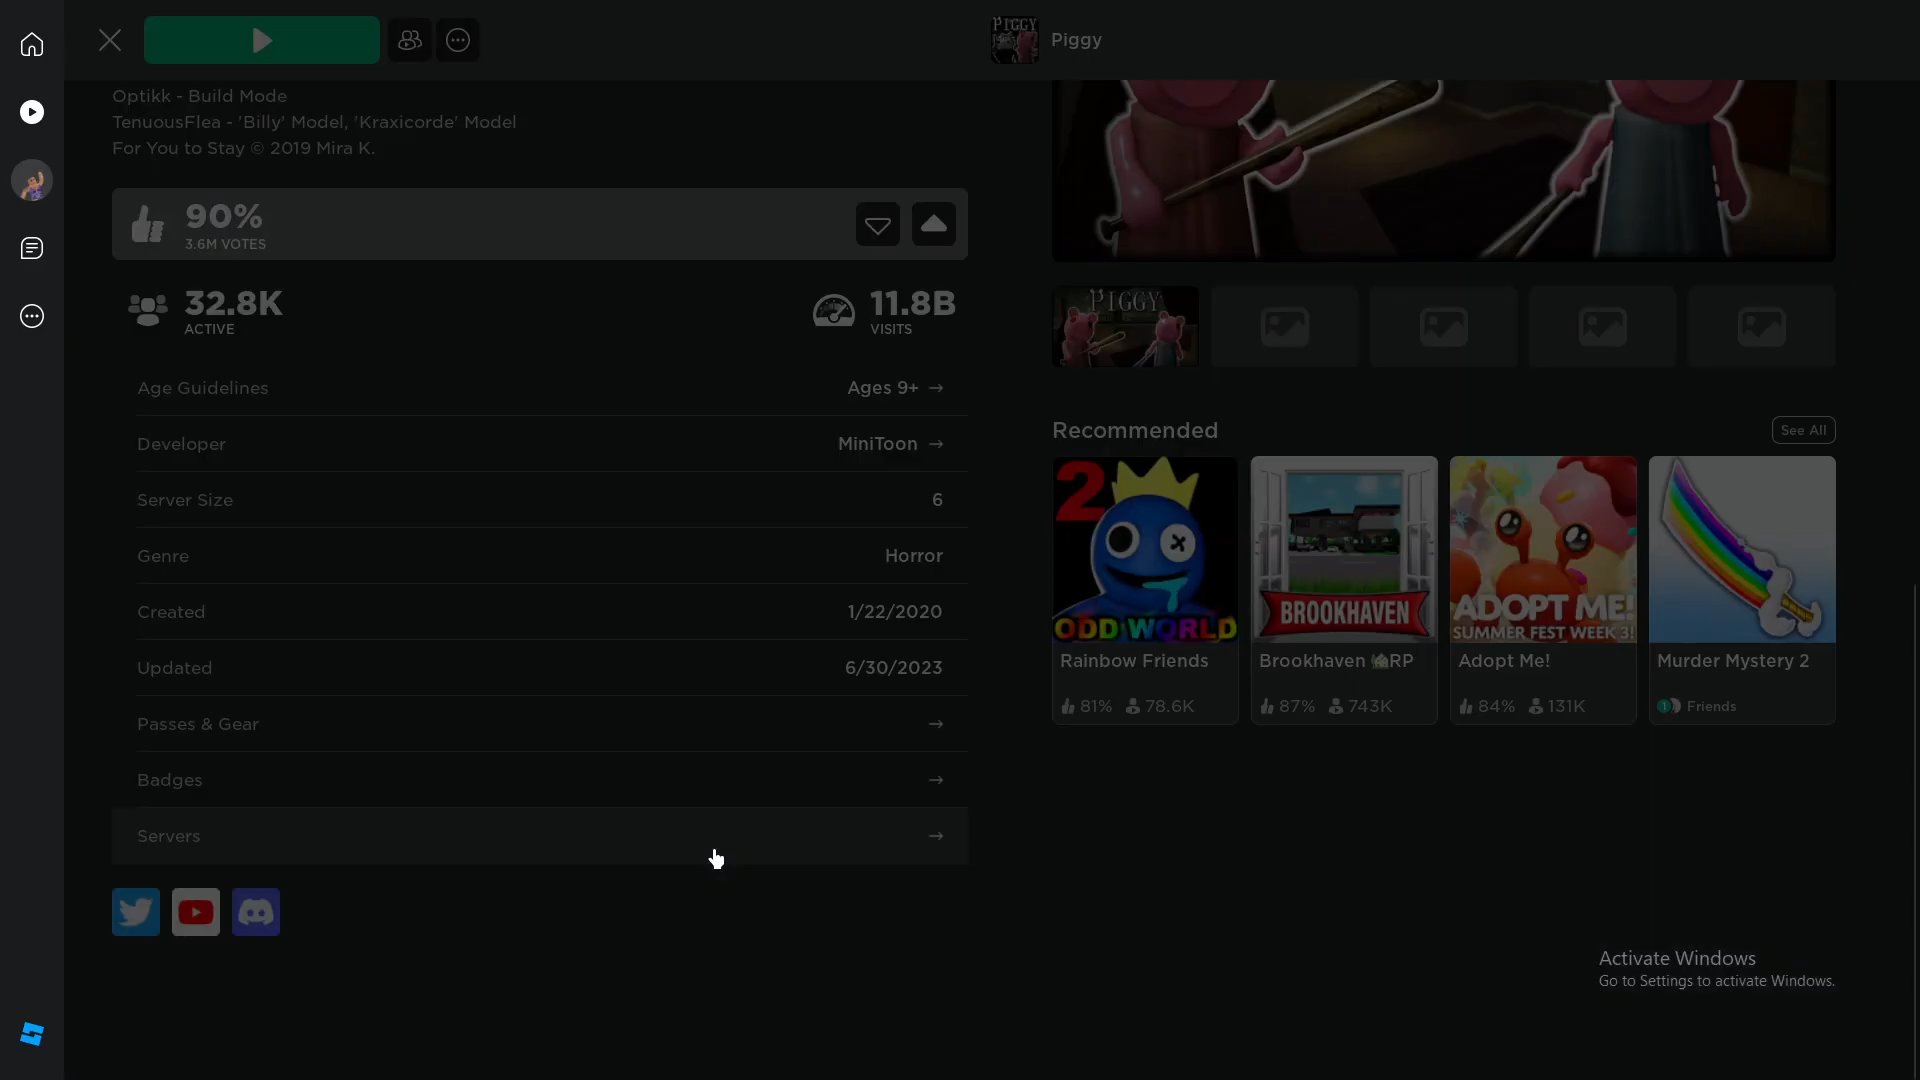 PIGGY
Piggy
Optikk - Build Mode
TenuousFlea - 'Billy' Model, 'Kraxicorde' Model
For You to Stay © 2019 Mira K.
90%
3.6M VOTES
32.8K
ACTIVE
11.8B
VISITS
Age Guidelines
Ages 9+ →
Developer
MiniToon →
Server Size
6
Genre
Horror
Created
1/22/2020
Updated
6/30/2023
Passes & Gear →
Badges →
Servers →
PIGGY
Recommended
See All
2
ODD WORLD
Rainbow Friends
81% 78.6K
BROOKHAVEN
Brookhaven 🏡RP
87% 743K
ADOPT ME!
SUMMER FEST WEEK 3!
Adopt Me!
84% 131K
Murder Mystery 2
1 Friends
Activate Windows
Go to Settings to activate Windows.